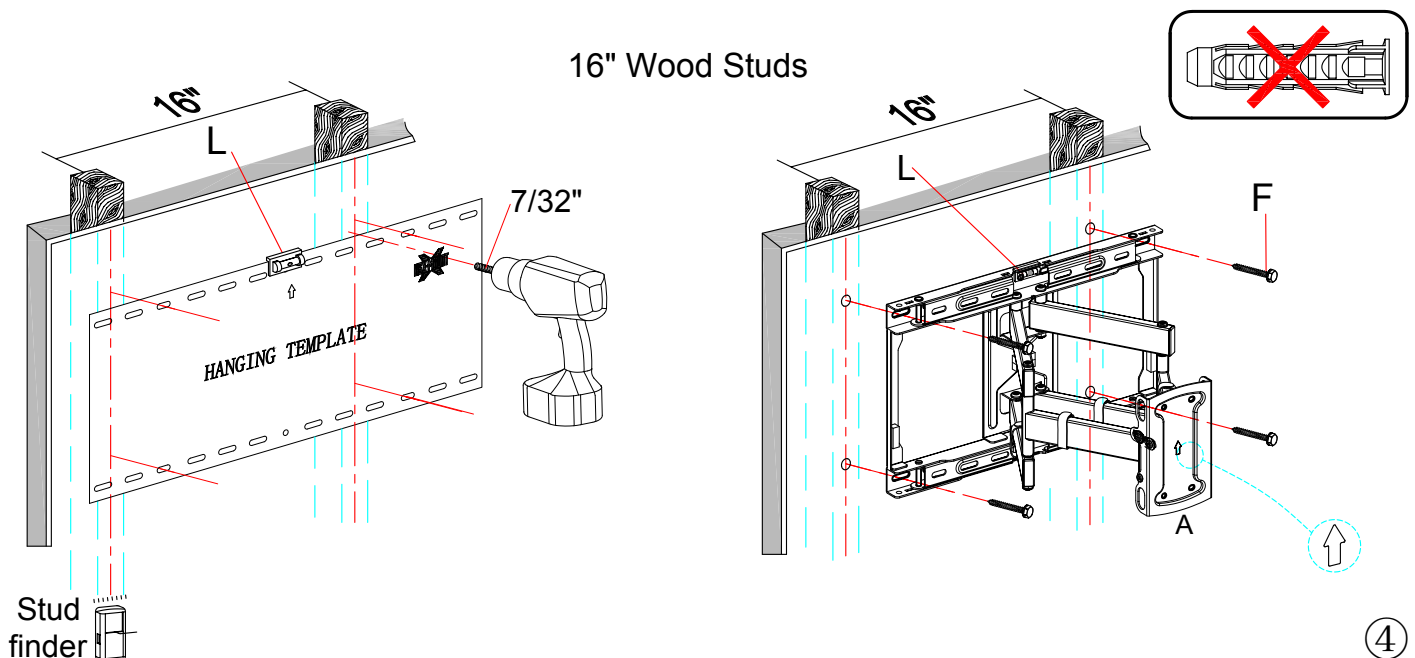 16" Wood Studs
16"
L
7/32"
HANGING TEMPLATE
Stud
finder
16"
L
F
A
④